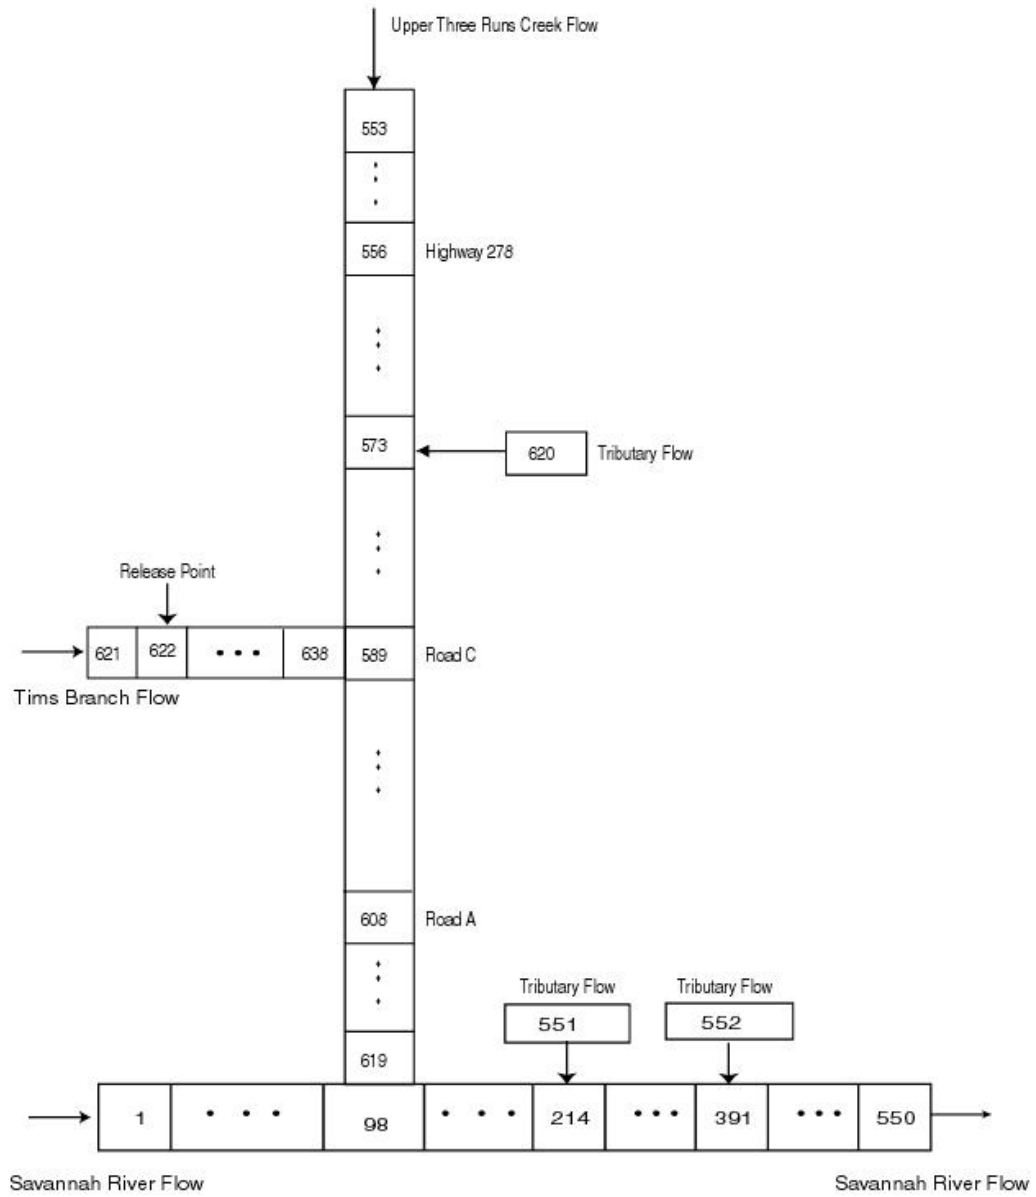 Upper Three Runs Creek Flow
553
556
Highway 278
573
620
Tributary Flow
Release Point
621
622
638
589
Road C
Tims Branch Flow
608
Road A
Tributary Flow
Tributary Flow
551
552
619
1
98
214
391
550
Savannah River Flow
Savannah River Flow